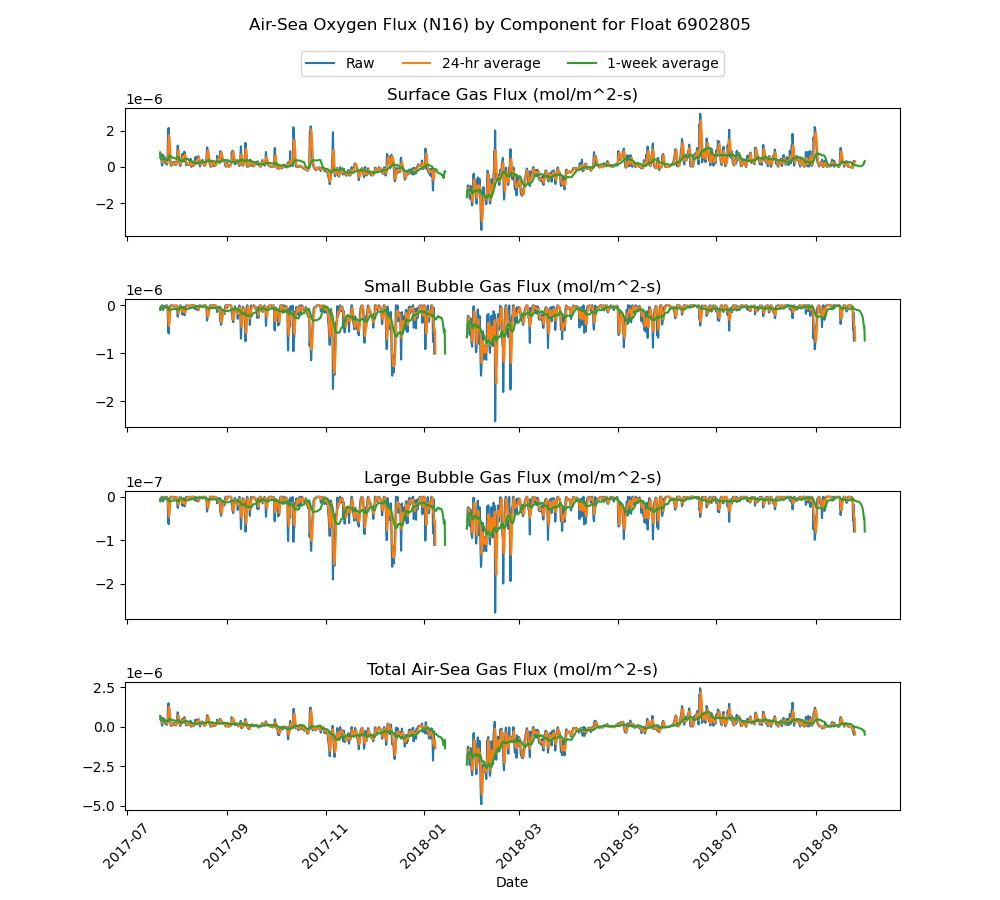 Air-Sea Oxygen Flux (N16) by Component for Float 6902805
Raw 24-hr average 1-week average
1e−6
Surface Gas Flux (mol/m^2-s)
2
0
−2
1e−6
Small Bubble Gas Flux (mol/m^2-s)
0
−1
−2
1e−7
Large Bubble Gas Flux (mol/m^2-s)
0
−1
−2
1e−6
Total Air-Sea Gas Flux (mol/m^2-s)
2.5
0.0
−2.5
−5.0
2017-07 2017-09 2017-11 2018-01 2018-03 2018-05 2018-07 2018-09
Date